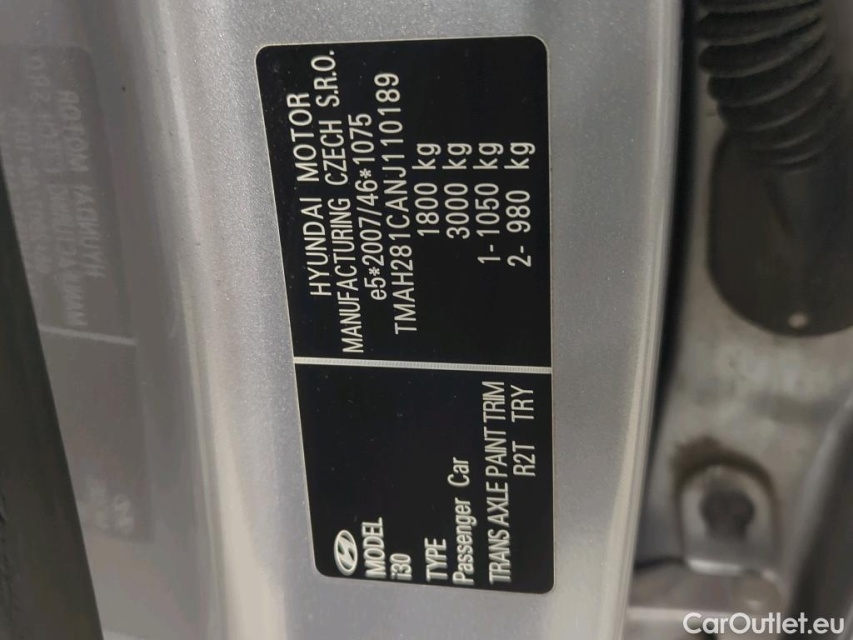 MODEL
i30
TYPE
Passenger Car
TRANS AXLE PAINT TRIM
R2T TRY
HYUNDAI MOTOR
MANUFACTURING CZECH S.R.O.
e5*2007/46*1075
TMAH281CANJ110189
1800 kg
3000 kg
1- 1050 kg
2- 980 kg
CarOutlet.eu